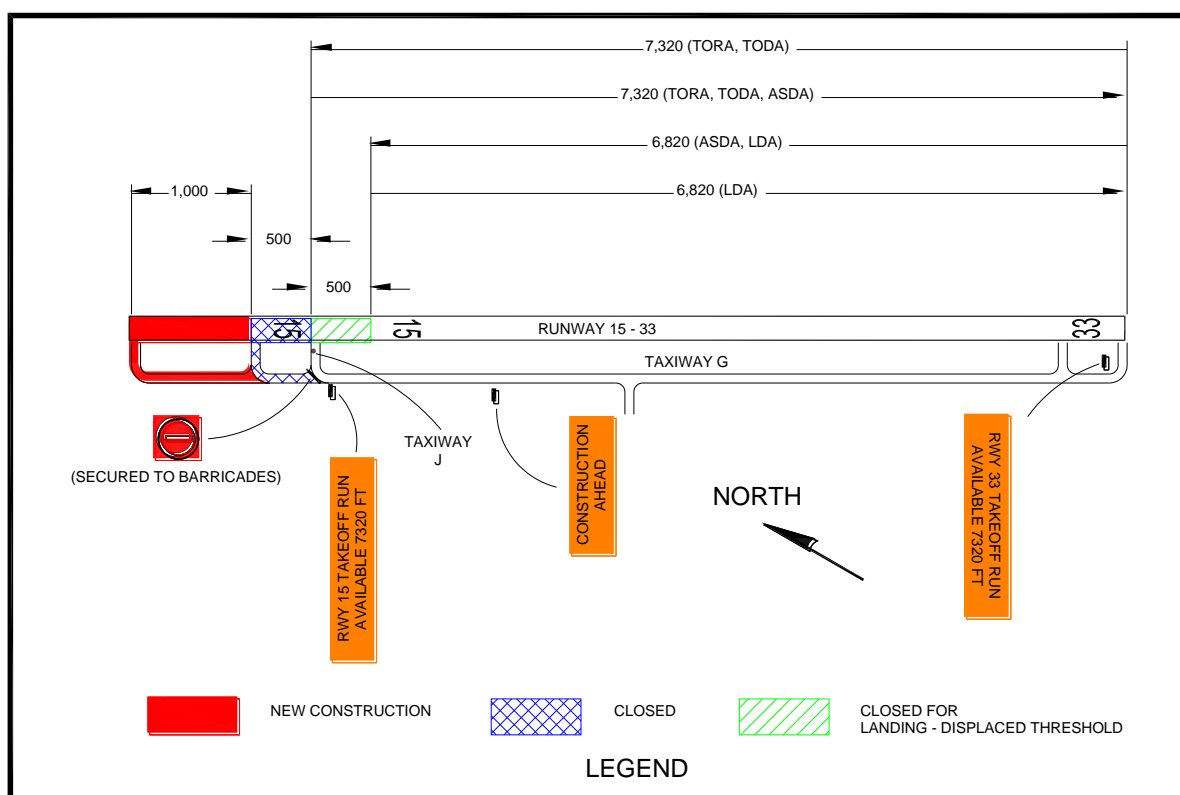 7,320 (TORA, TODA)
7,320 (TORA, TODA, ASDA)
6,820 (ASDA, LDA)
1,000
6,820 (LDA)
500
500
15
15
RUNWAY 15 - 33
33
TAXIWAY G
TAXIWAY
J
(SECURED TO BARRICADES)
RWY 15 TAKEOFF RUN
AVAILABLE 7320 FT
CONSTRUCTION
AHEAD
NORTH
RWY 33 TAKEOFF RUN
AVAILABLE 7320 FT
NEW CONSTRUCTION
CLOSED
CLOSED FOR
LANDING - DISPLACED THRESHOLD
LEGEND